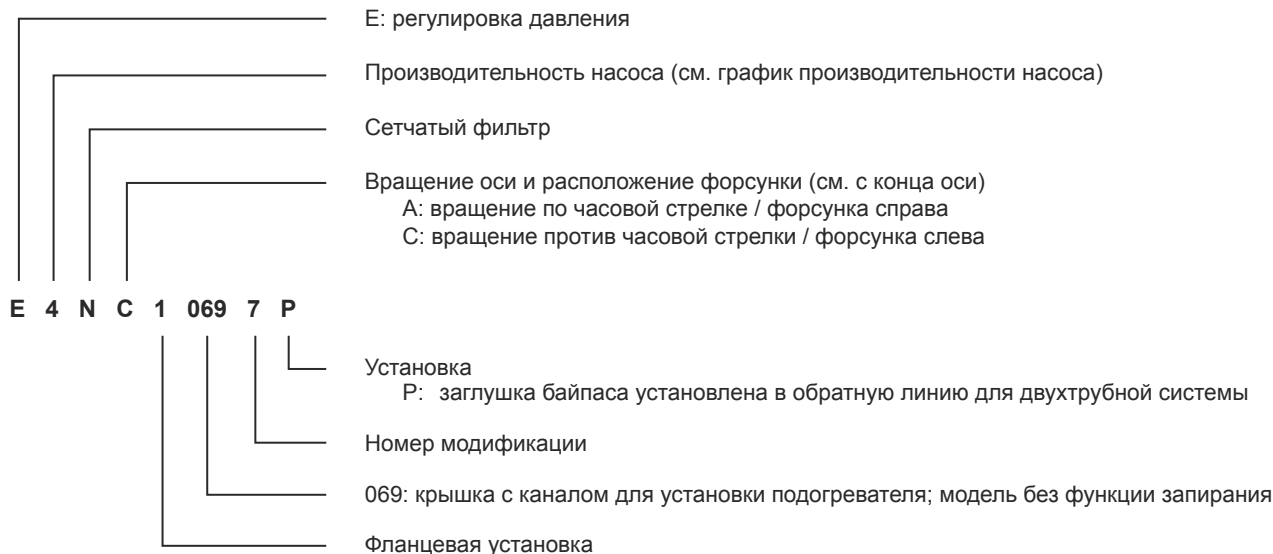 E: регулировка давления
Производительность насоса (см. график производительности насоса)
Сетчатый фильтр
Вращение оси и расположение форсунки (см. с конца оси)
A: вращение по часовой стрелке / форсунка справа
C: вращение против часовой стрелки / форсунка слева
E 4 N C 1 069 7 P
Установка
P: заглушка байпаса установлена в обратную линию для двухтрубной системы
Номер модификации
069: крышка с каналом для установки подогревателя; модель без функции запирания
Фланцевая установка